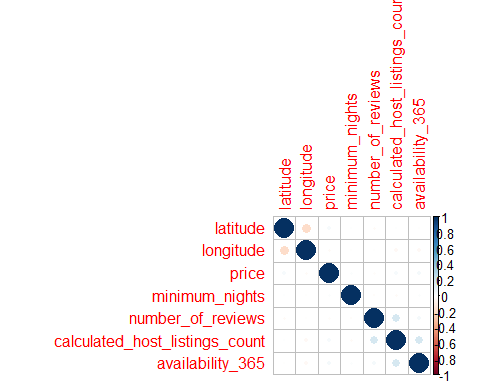 latitude
longitude
price
minimum_nights
number_of_reviews
calculated_host_listings_coun
availability_365
latitude
longitude
price
minimum_nights
number_of_reviews
calculated_host_listings_count
availability_365
1
0.8
0.6
0.4
0.2
0
-0.2
-0.4
-0.6
-0.8
-1